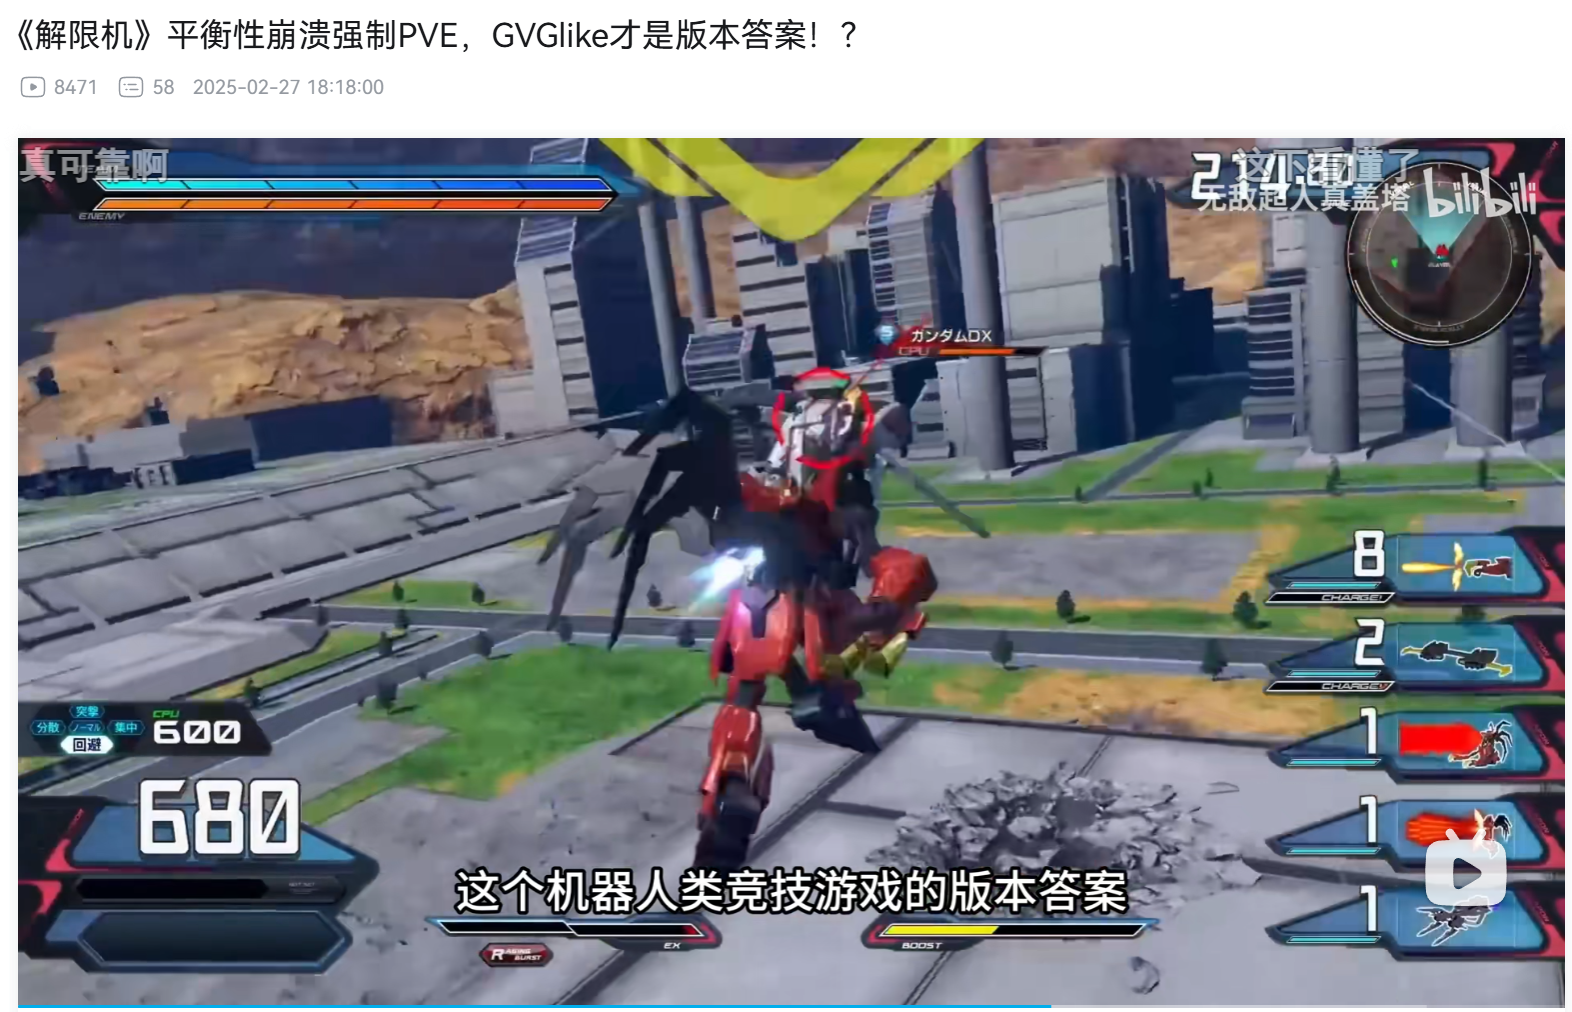 《解限机》平衡性崩溃强制PVE，GVGlike才是版本答案！？
8471 58 2025-02-27 18:18:00
真可靠啊
这下看懂了
无敌超人真盖塔
bilibili
ENEMY
ガンダムDX
CPU
8
CHARGE!
2
CHARGE!
1
1
1
突撃
分散 ノーマル 集中
回避
CPU
600
680
这个机器人类竞技游戏的版本答案
EX
BOOST
RAGING BURST